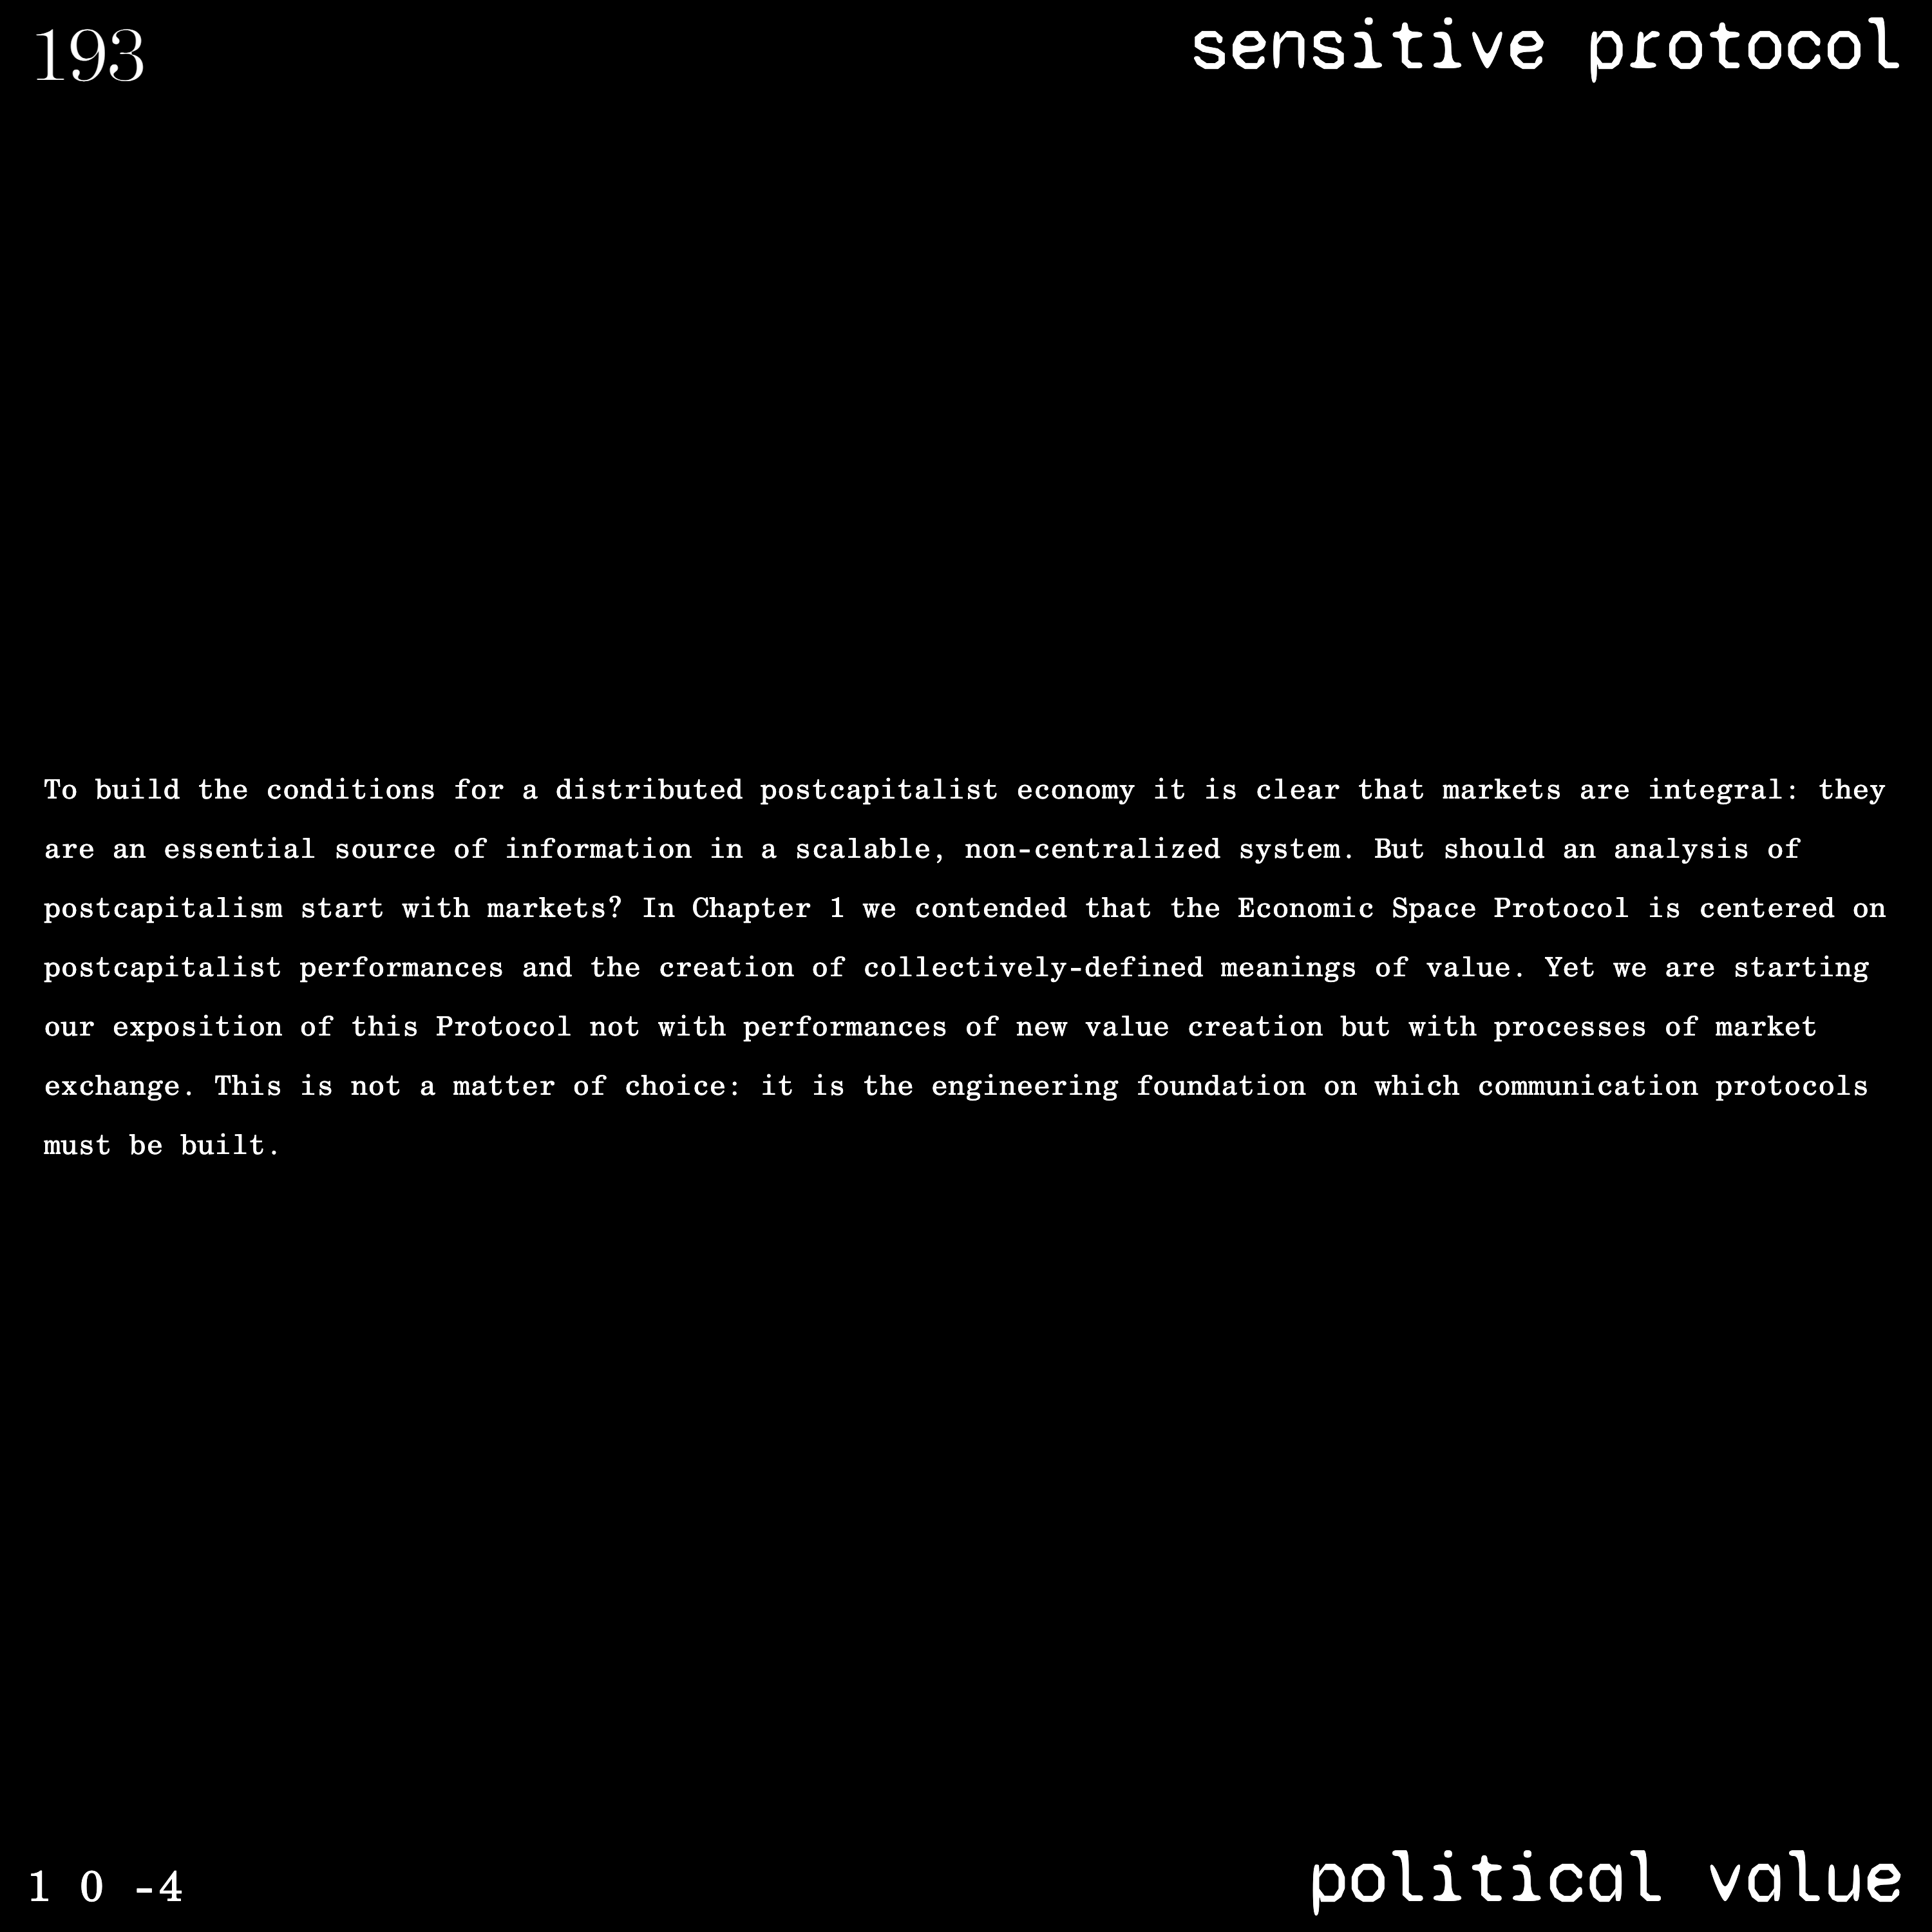 193
sensitive protocol
To build the conditions for a distributed postcapitalist economy it is clear that markets are integral: they
are an essential source of information in a scalable, non-centralized system. But should an analysis of
postcapitalism start with markets? In Chapter 1 we contended that the Economic Space Protocol is centered on
postcapitalist performances and the creation of collectively-defined meanings of value. Yet we are starting
our exposition of this Protocol not with performances of new value creation but with processes of market
exchange. This is not a matter of choice: it is the engineering foundation on which communication protocols
must be built.
1 0 -4
political value